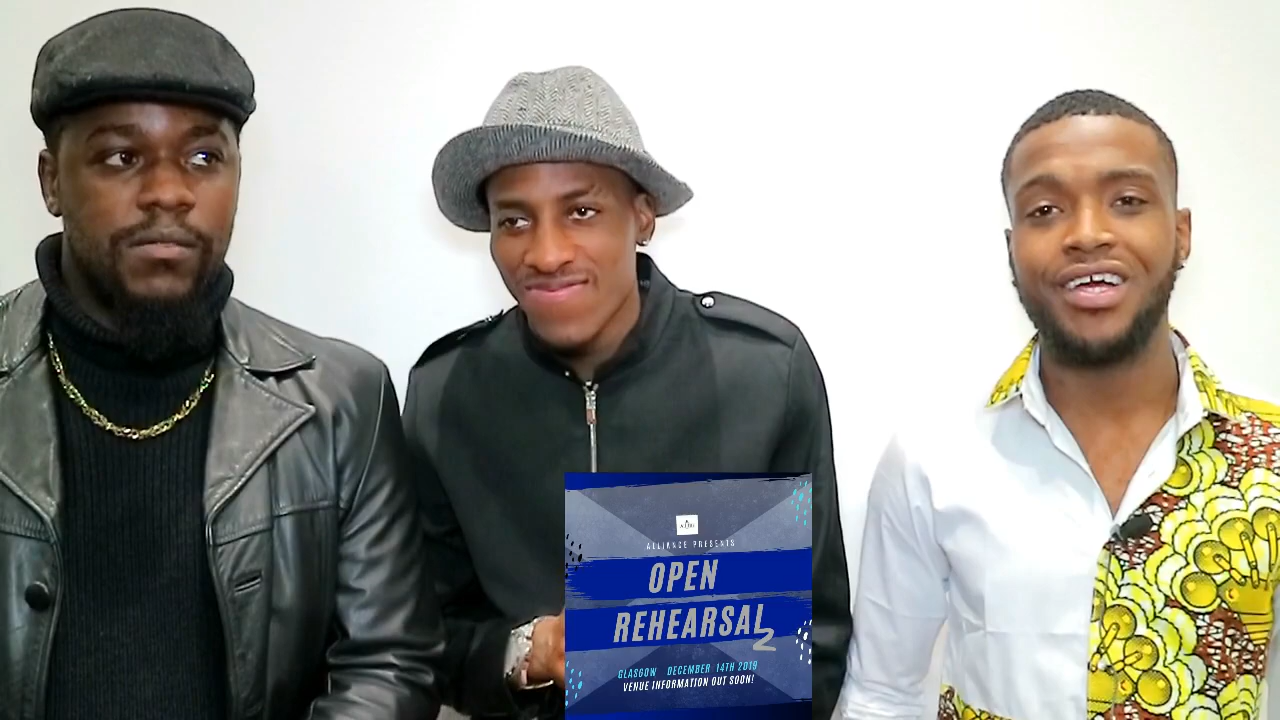 ALLIANCE PRESENTS
OPEN
REHEARSAL
2
GLASGOW DECEMBER 14TH 2019
VENUE INFORMATION OUT SOON!